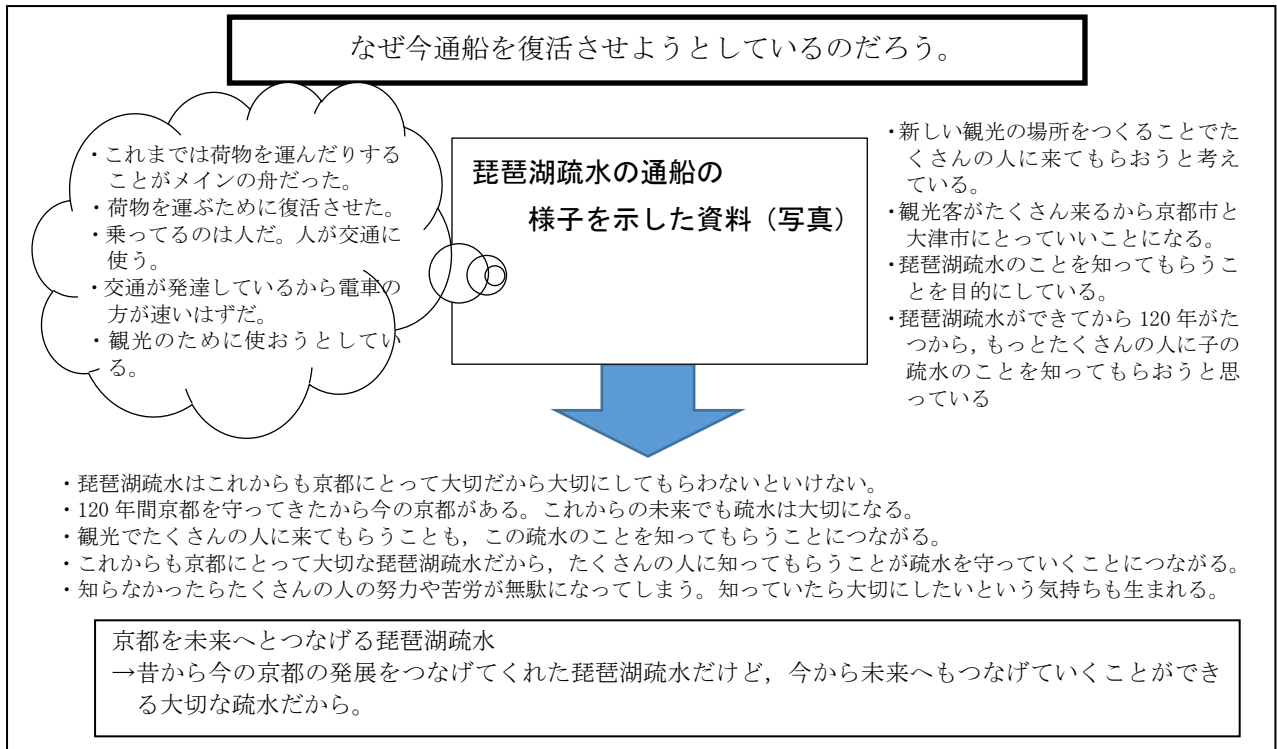 なぜ今通船を復活させようとしているのだろう。
・これまでは荷物を運んだりする
ことがメインの舟だった。
・荷物を運ぶために復活させた。
・乗ってるのは人だ。人が交通に
使う。
・交通が発達しているから電車の
方が速いはずだ。
・観光のために使おうとしてい
る。
琵琶湖疏水の通船の
様子を示した資料（写真）
・新しい観光の場所をつくることでた
くさんの人に来てもらおうと考え
ている。
・観光客がたくさん来るから京都市と
大津市にとっていいことになる。
・琵琶湖疏水のことを知ってもらうこ
とを目的にしている。
・琵琶湖疏水ができてから 120 年がた
つから，もっとたくさんの人に子の
疏水のことを知ってもらおうと思
っている
・琵琶湖疏水はこれからも京都にとって大切だから大切にしてもらわないといけない。
・120 年間京都を守ってきたから今の京都がある。これからの未来でも疏水は大切になる。
・観光でたくさんの人に来てもらうことも，この疏水のことを知ってもらうことにつながる。
・これからも京都にとって大切な琵琶湖疏水だから，たくさんの人に知ってもらうことが疏水を守っていくことにつながる。
・知らなかったらたくさんの人の努力や苦労が無駄になってしまう。知っていたら大切にしたいという気持ちも生まれる。
京都を未来へとつなげる琵琶湖疏水
→昔から今の京都の発展をつなげてくれた琵琶湖疏水だけど，今から未来へもつなげていくことができ
る大切な疏水だから。